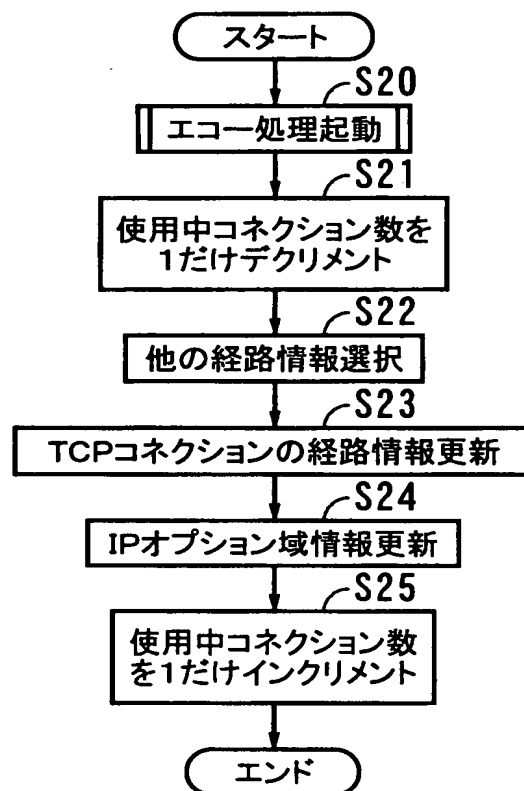 スタート
S20
エコー処理起動
S21
使用中コネクション数を
1だけデクリメント
S22
他の経路情報選択
S23
TCPコネクションの経路情報更新
S24
IPオプション域情報更新
S25
使用中コネクション数
を1だけインクリメント
エンド